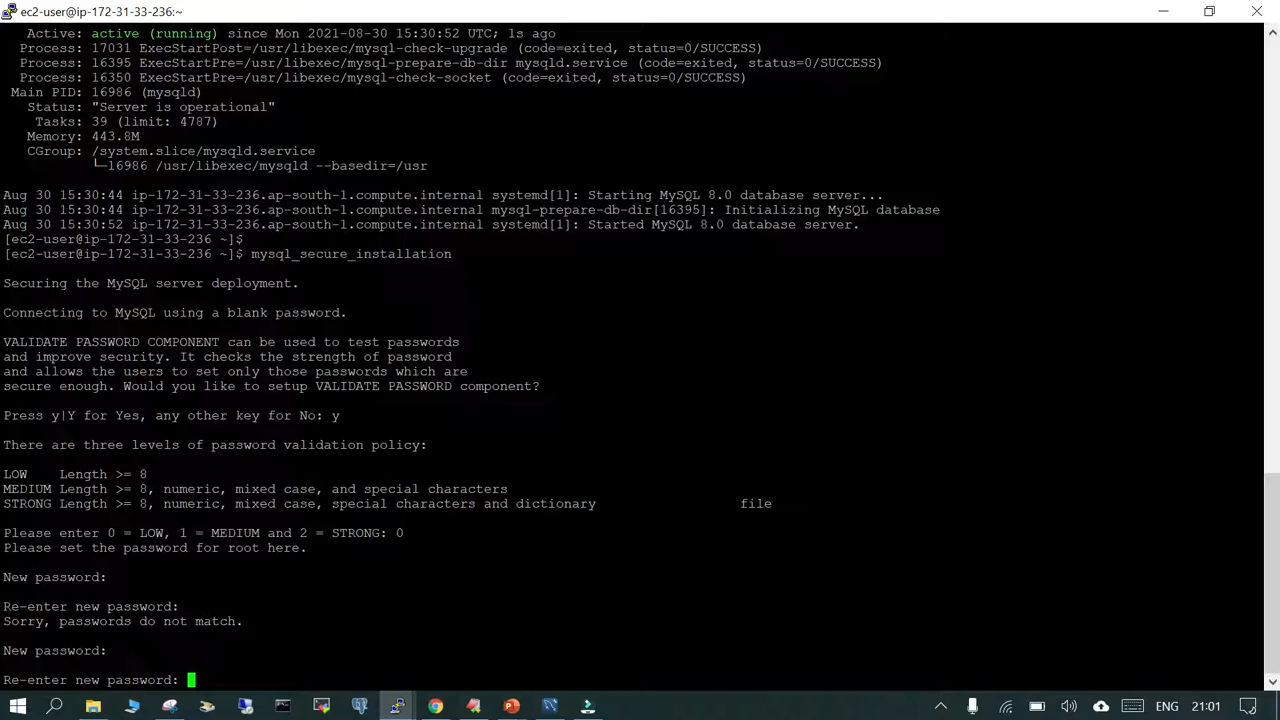 ec2-user@ip-172-31-33-236:~
Active: active (running) since Mon 2021-08-30 15:30:52 UTC; 1s ago
Process: 17031 ExecStartPost=/usr/libexec/mysql-check-upgrade (code=exited, status=0/SUCCESS)
Process: 16395 ExecStartPre=/usr/libexec/mysql-prepare-db-dir mysqld.service (code=exited, status=0/SUCCESS)
Process: 16350 ExecStartPre=/usr/libexec/mysql-check-socket (code=exited, status=0/SUCCESS)
Main PID: 16986 (mysqld)
Status: "Server is operational"
Tasks: 39 (limit: 4787)
Memory: 443.8M
CGroup: /system.slice/mysqld.service
└─16986 /usr/libexec/mysqld --basedir=/usr
Aug 30 15:30:44 ip-172-31-33-236.ap-south-1.compute.internal systemd[1]: Starting MySQL 8.0 database server...
Aug 30 15:30:44 ip-172-31-33-236.ap-south-1.compute.internal mysql-prepare-db-dir[16395]: Initializing MySQL database
Aug 30 15:30:52 ip-172-31-33-236.ap-south-1.compute.internal systemd[1]: Started MySQL 8.0 database server.
[ec2-user@ip-172-31-33-236 ~]$
[ec2-user@ip-172-31-33-236 ~]$ mysql_secure_installation
Securing the MySQL server deployment.
Connecting to MySQL using a blank password.
VALIDATE PASSWORD COMPONENT can be used to test passwords
and improve security. It checks the strength of password
and allows the users to set only those passwords which are
secure enough. Would you like to setup VALIDATE PASSWORD component?
Press y|Y for Yes, any other key for No: y
There are three levels of password validation policy:
LOW    Length >= 8
MEDIUM Length >= 8, numeric, mixed case, and special characters
STRONG Length >= 8, numeric, mixed case, special characters and dictionary                  file
Please enter 0 = LOW, 1 = MEDIUM and 2 = STRONG: 0
Please set the password for root here.
New password:
Re-enter new password:
Sorry, passwords do not match.
New password:
Re-enter new password:
ENG 21:01